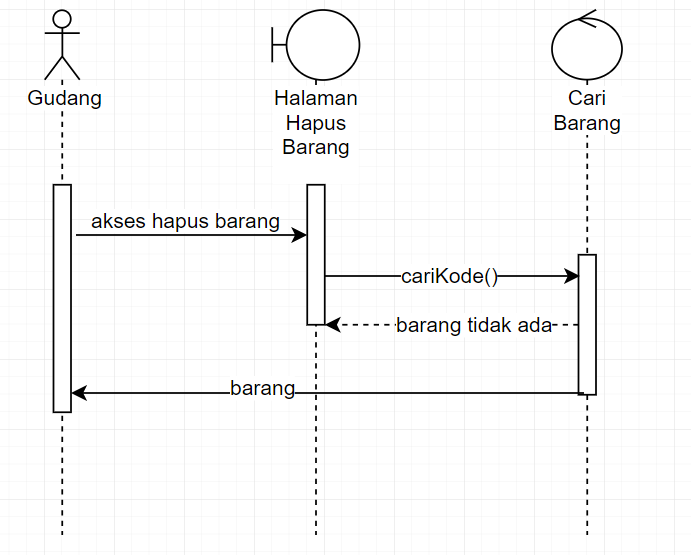 Gudang
Halaman
Hapus
Barang
Cari
Barang
akses hapus barang
cariKode()
barang tidak ada
barang